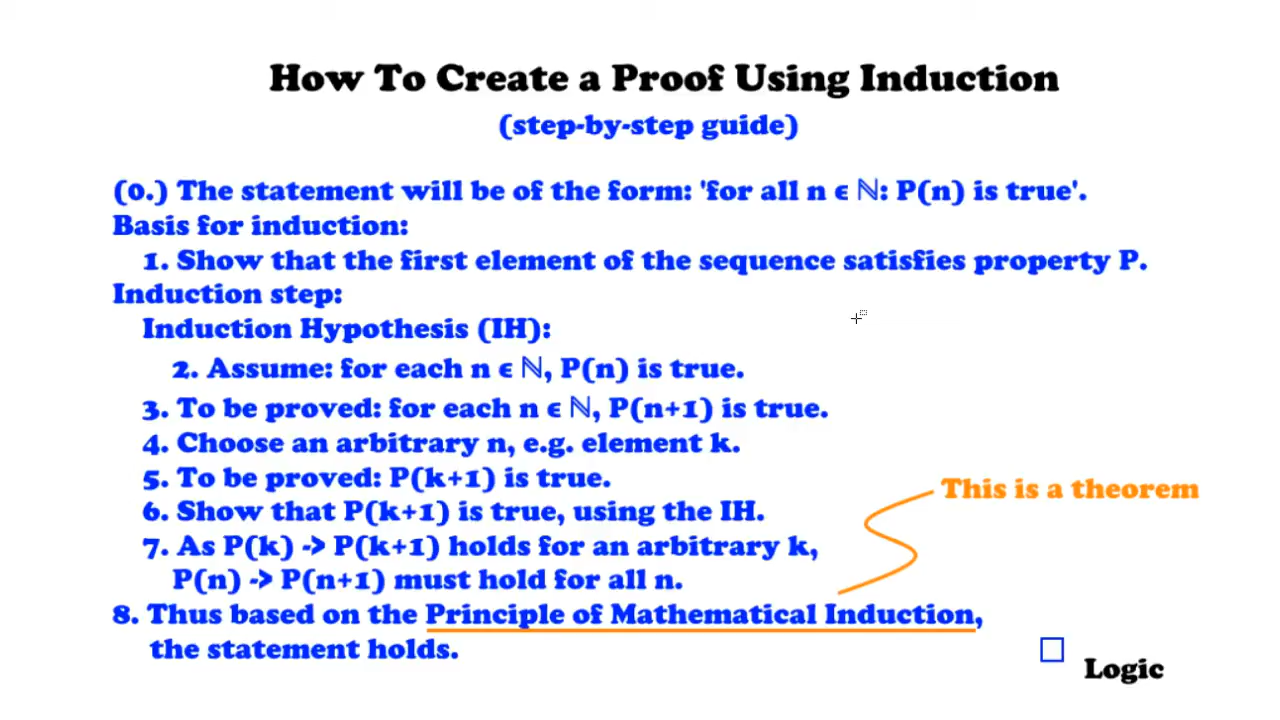 How To Create a Proof Using Induction
(step-by-step guide)
(0.) The statement will be of the form: 'for all n ϵ ℕ: P(n) is true'.
Basis for induction:
1. Show that the first element of the sequence satisfies property P.
Induction step:
Induction Hypothesis (IH):
2. Assume: for each n ϵ ℕ, P(n) is true.
3. To be proved: for each n ϵ ℕ, P(n+1) is true.
4. Choose an arbitrary n, e.g. element k.
5. To be proved: P(k+1) is true.
This is a theorem
6. Show that P(k+1) is true, using the IH.
7. As P(k) -> P(k+1) holds for an arbitrary k,
P(n) -> P(n+1) must hold for all n.
8. Thus based on the Principle of Mathematical Induction,
the statement holds.
Logic